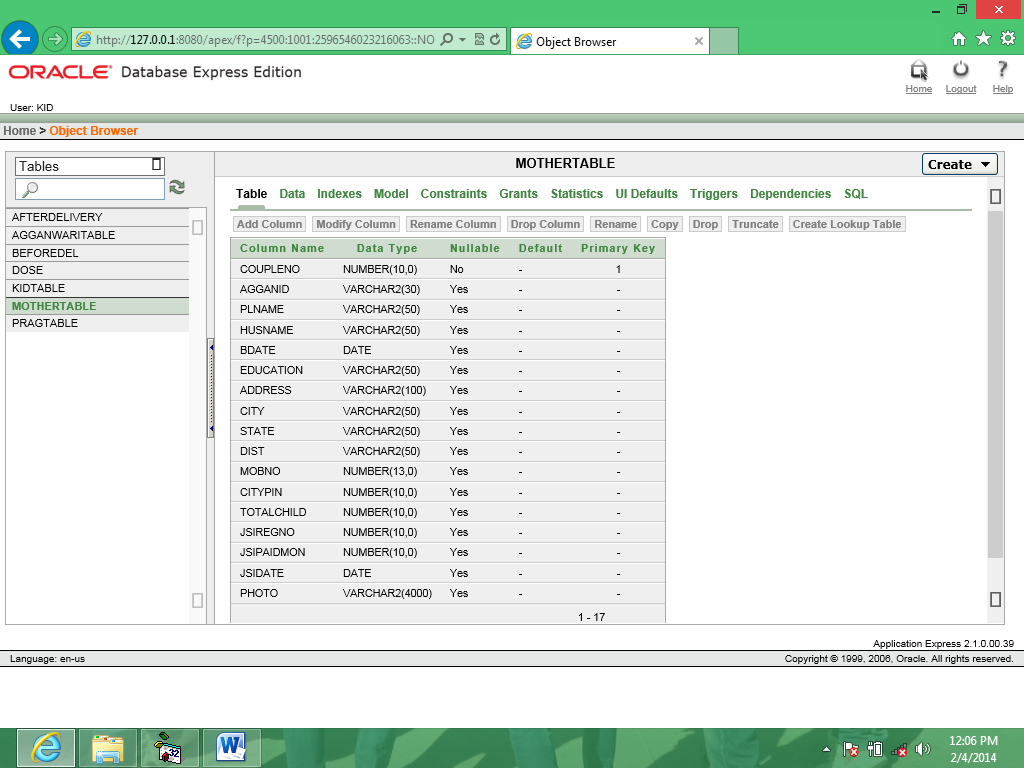 http://127.0.0.1:8080/apex/f?p=4500:1001:2596546023216063::NO
Object Browser
ORACLE Database Express Edition
Home Logout Help
User: KID
Home > Object Browser
Tables
MOTHERTABLE
Create
Table Data Indexes Model Constraints Grants Statistics UI Defaults Triggers Dependencies SQL
AFTERDELIVERY
AGGANWARITABLE
BEFOREDEL
DOSE
KIDTABLE
MOTHERTABLE
PRAGTABLE
Add Column Modify Column Rename Column Drop Column Rename Copy Drop Truncate Create Lookup Table
Column Name Data Type Nullable Default Primary Key
COUPLENO NUMBER(10,0) No - 1
AGGANID VARCHAR2(30) Yes - -
PLNAME VARCHAR2(50) Yes - -
HUSNAME VARCHAR2(50) Yes - -
BDATE DATE Yes - -
EDUCATION VARCHAR2(50) Yes - -
ADDRESS VARCHAR2(100) Yes - -
CITY VARCHAR2(50) Yes - -
STATE VARCHAR2(50) Yes - -
DIST VARCHAR2(50) Yes - -
MOBNO NUMBER(13,0) Yes - -
CITYPIN NUMBER(10,0) Yes - -
TOTALCHILD NUMBER(10,0) Yes - -
JSIREGNO NUMBER(10,0) Yes - -
JSIPAIDMON NUMBER(10,0) Yes - -
JSIDATE DATE Yes - -
PHOTO VARCHAR2(4000) Yes - -
1 - 17
Application Express 2.1.0.00.39
Language: en-us
Copyright © 1999, 2006, Oracle. All rights reserved.
32
W
12:06 PM
2/4/2014